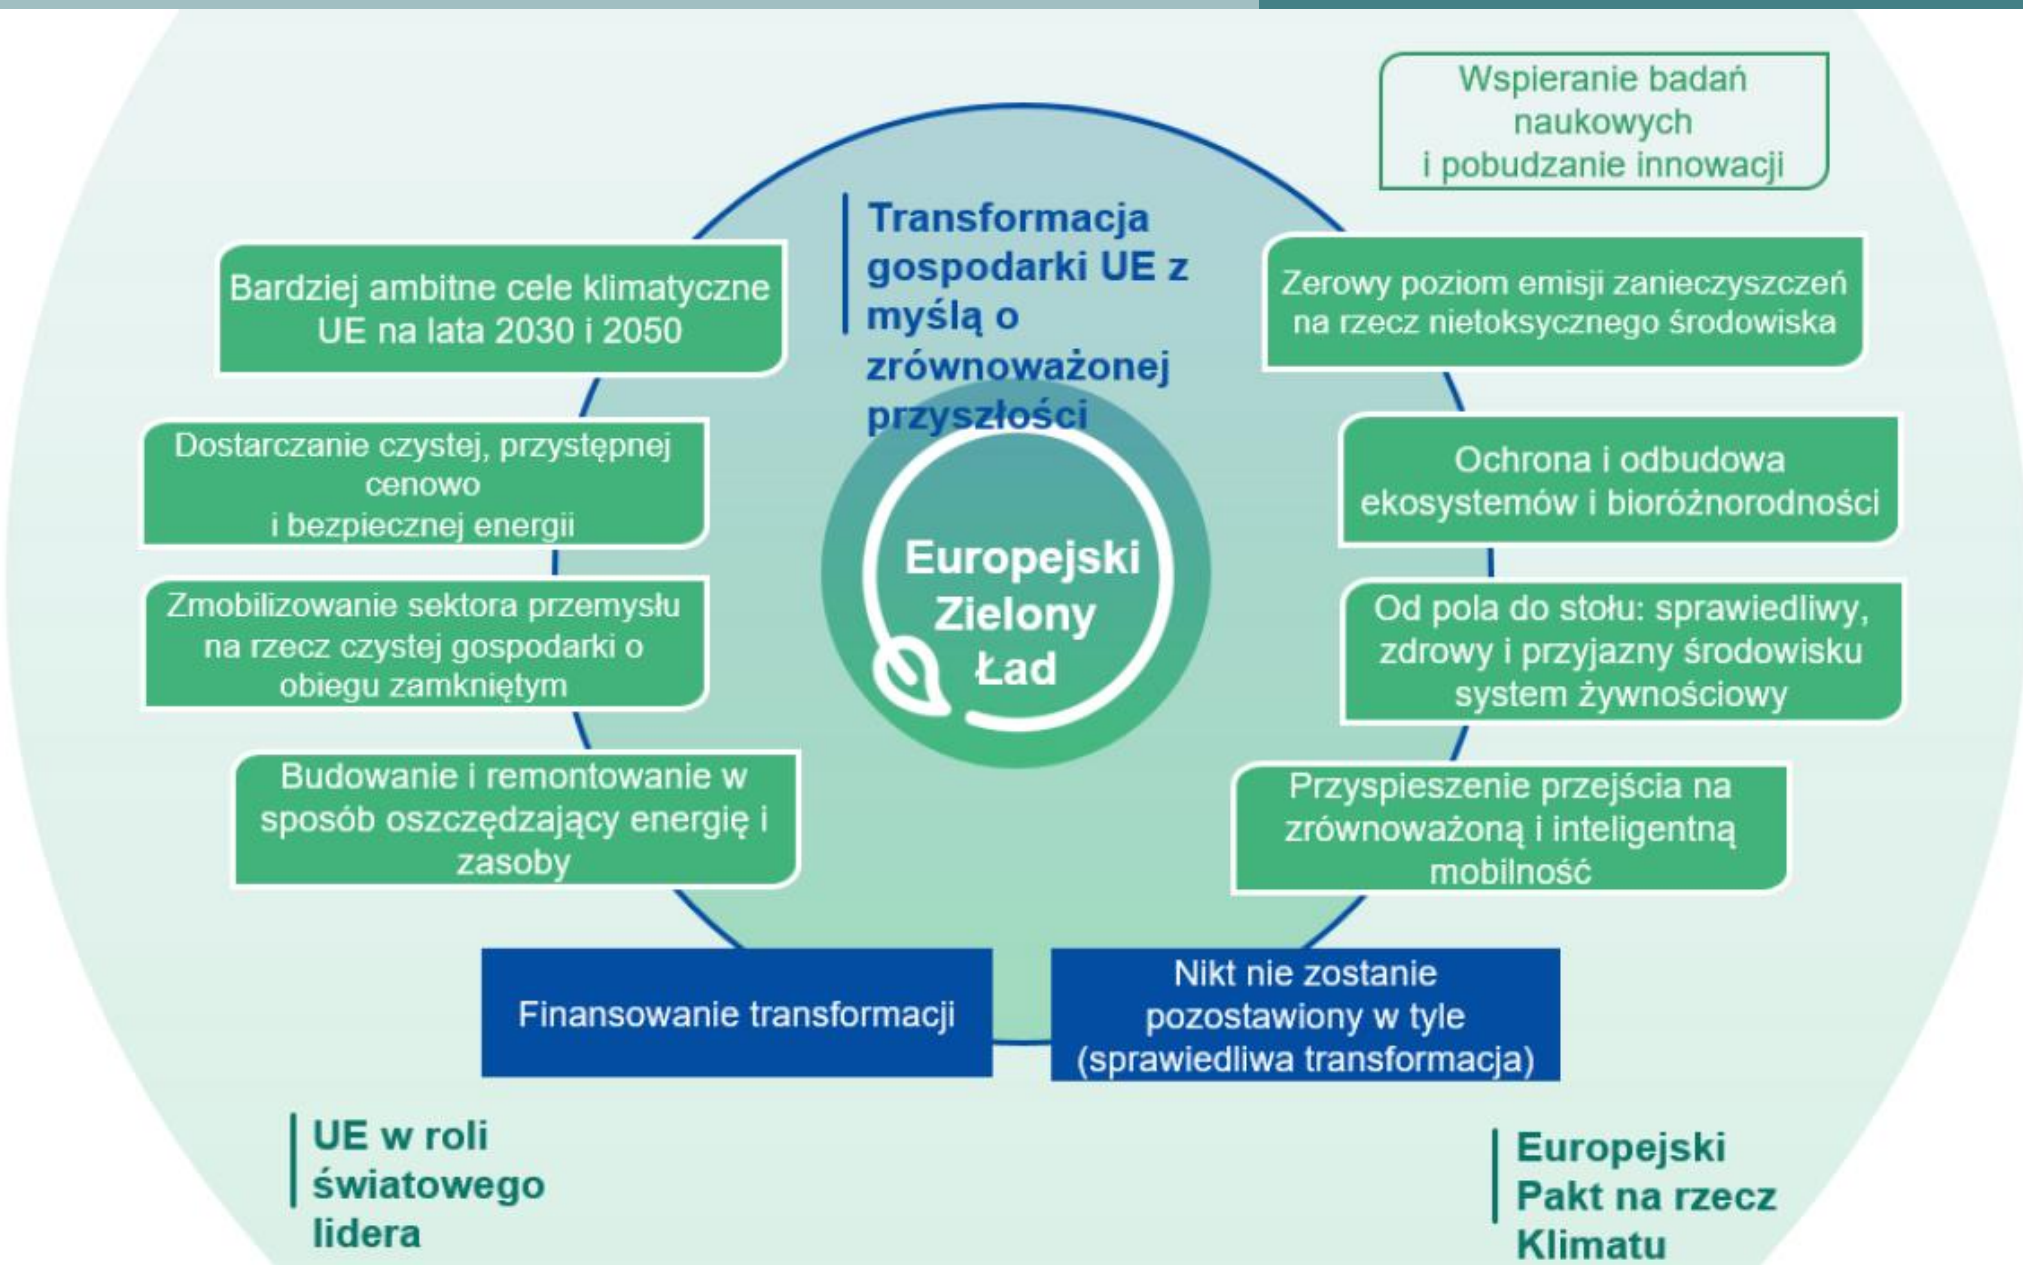 Wspieranie badań
naukowych
i pobudzanie innowacji
Transformacja
gospodarki UE z
myślą o
zrównoważonej
przyszłości
Bardziej ambitne cele klimatyczne
UE na lata 2030 i 2050
Zerowy poziom emisji zanieczyszczeń
na rzecz nietoksycznego środowiska
Dostarczanie czystej, przystępnej
cenowo
i bezpiecznej energii
Ochrona i odbudowa
ekosystemów i bioróżnorodności
Europejski
Zielony
Ład
Zmobilizowanie sektora przemysłu
na rzecz czystej gospodarki o
obiegu zamkniętym
Od pola do stołu: sprawiedliwy,
zdrowy i przyjazny środowisku
system żywnościowy
Budowanie i remontowanie w
sposób oszczędzający energię i
zasoby
Przyspieszenie przejścia na
zrównoważoną i inteligentną
mobilność
Finansowanie transformacji
Nikt nie zostanie
pozostawiony w tyle
(sprawiedliwa transformacja)
UE w roli
światowego
lidera
Europejski
Pakt na rzecz
Klimatu